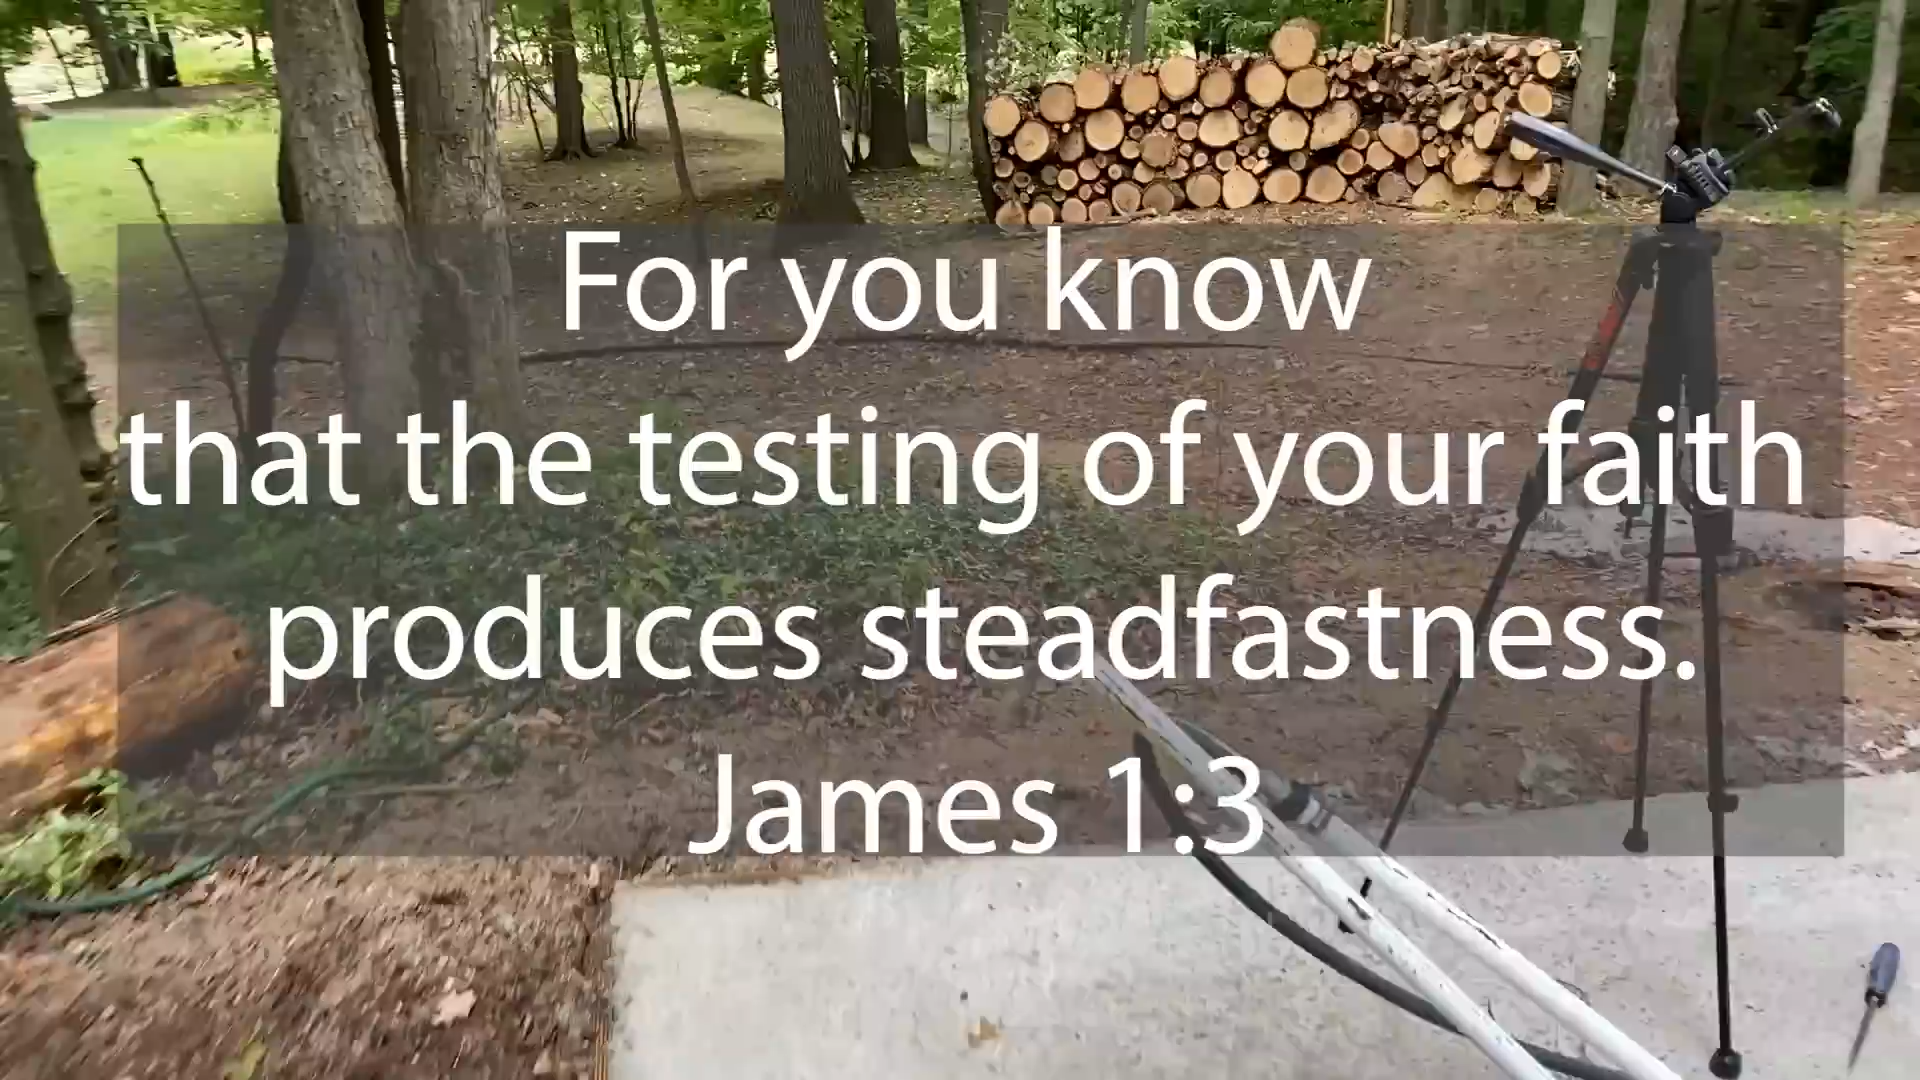 For you know
that the testing of your faith
produces steadfastness.
James 1:3